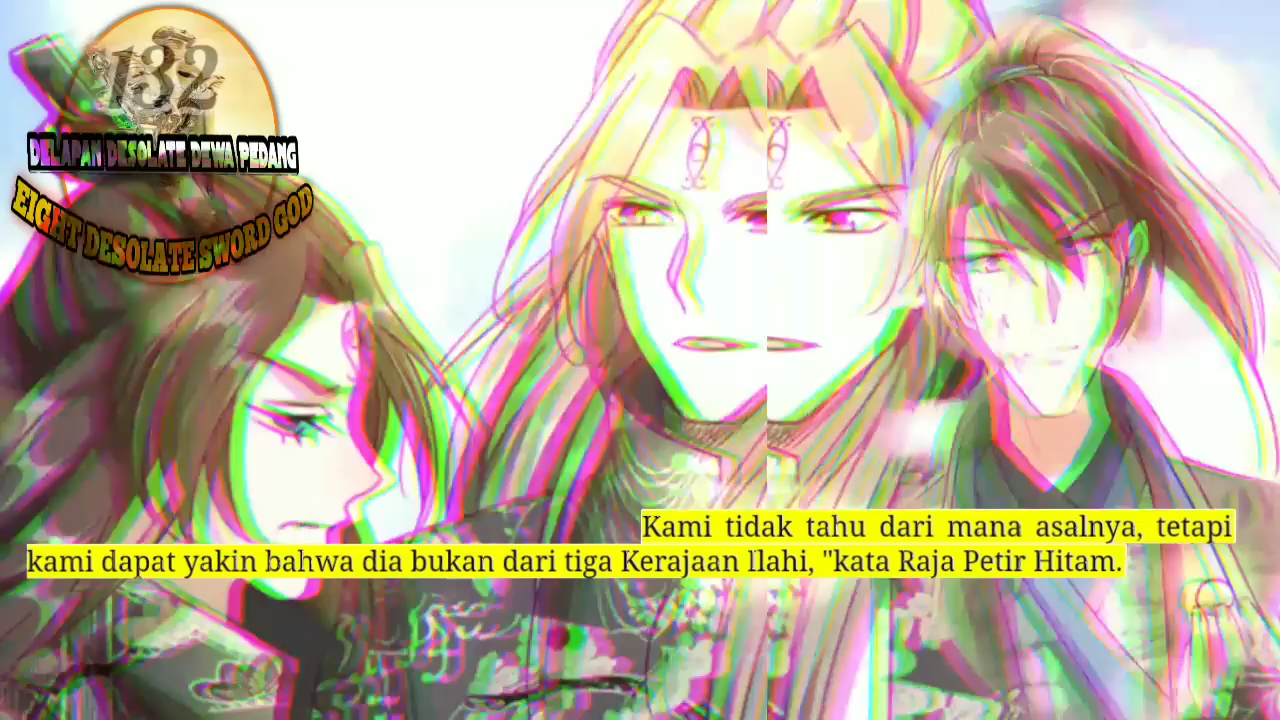 132
DELAPAN DESOLATE DEWA PEDANG
EIGHT DESOLATE SWORD GOD
Kami tidak tahu dari mana asalnya, tetapi
kami dapat yakin bahwa dia bukan dari tiga Kerajaan Ilahi, "kata Raja Petir Hitam.